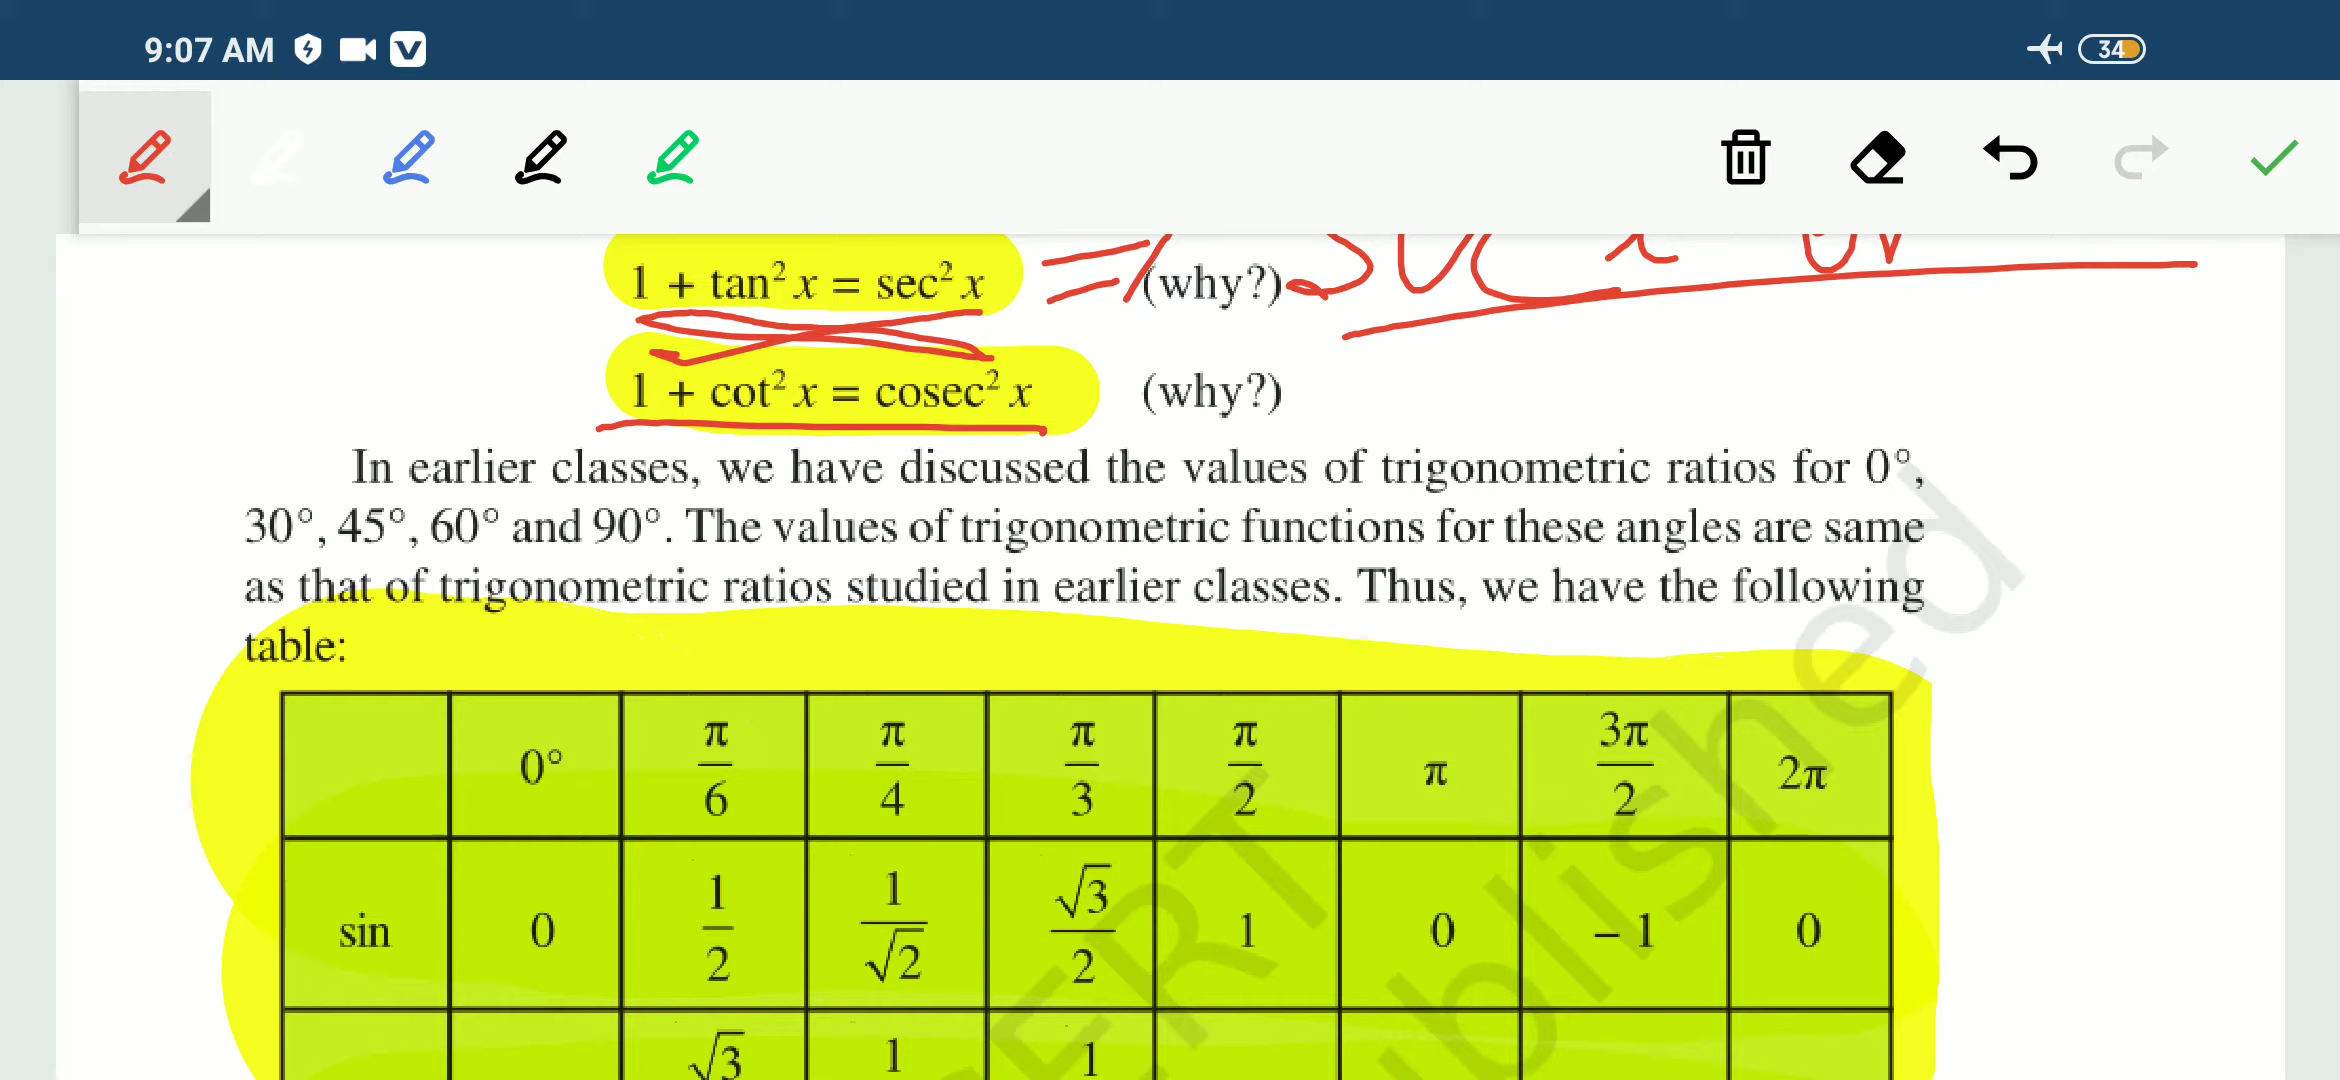 9:07 AM 34
1 + tan² x = sec² x (why?)
1 + cot² x = cosec² x (why?)
In earlier classes, we have discussed the values of trigonometric ratios for 0°,
30°, 45°, 60° and 90°. The values of trigonometric functions for these angles are same
as that of trigonometric ratios studied in earlier classes. Thus, we have the following
table:
0° π/6 π/4 π/3 π/2 π 3π/2 2π
sin 0 1/2 1/√2 √3/2 1 0 – 1 0
√3 1 1